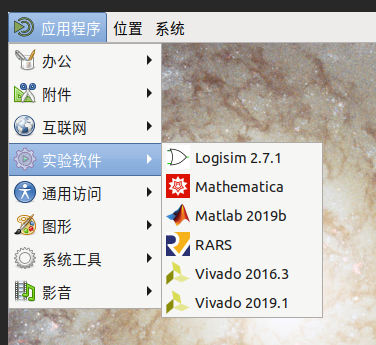 应用程序 位置 系统
办公
附件
互联网
实验软件
通用访问
图形
系统工具
影音
Logisim 2.7.1
Mathematica
Matlab 2019b
RARS
Vivado 2016.3
Vivado 2019.1